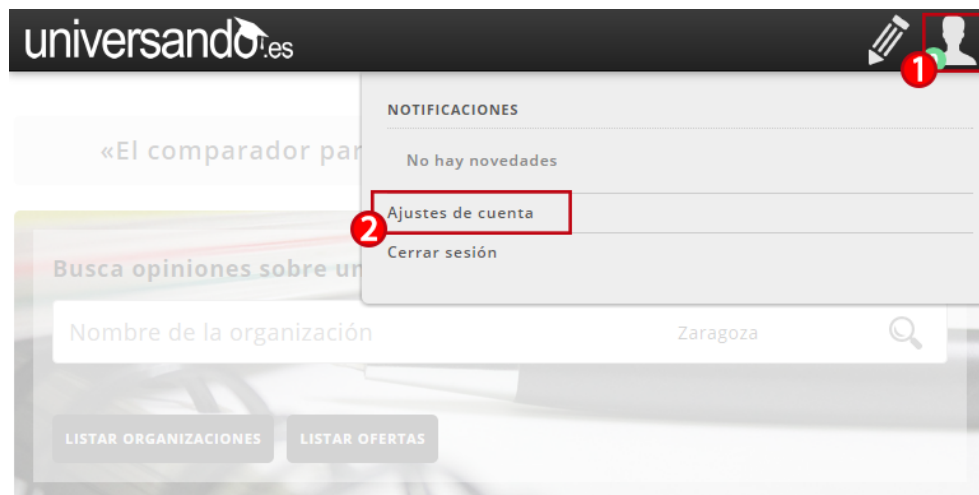 universando.es
1
NOTIFICACIONES
«El comparador par
No hay novedades
2
Ajustes de cuenta
Cerrar sesión
Busca opiniones sobre un
Nombre de la organización
Zaragoza
LISTAR ORGANIZACIONES
LISTAR OFERTAS